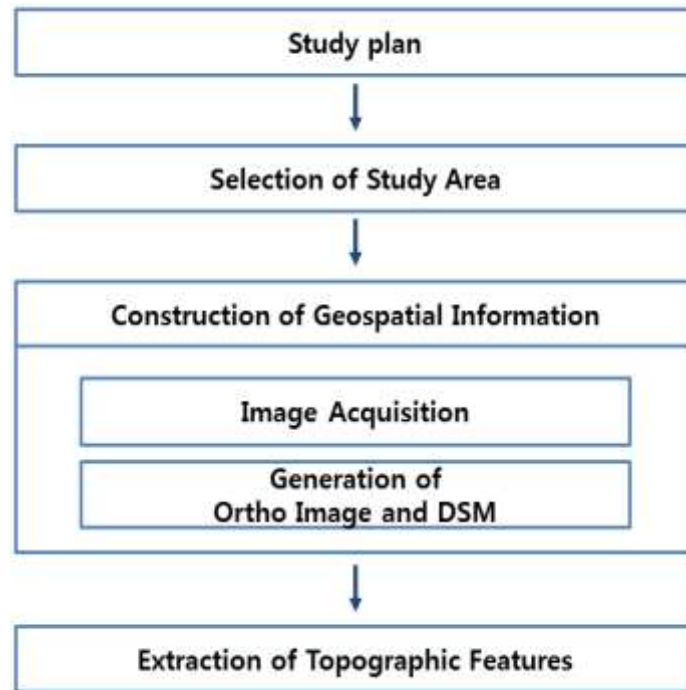 Study plan
Selection of Study Area
Construction of Geospatial Information
Image Acquisition
Generation of
Ortho Image and DSM
Extraction of Topographic Features